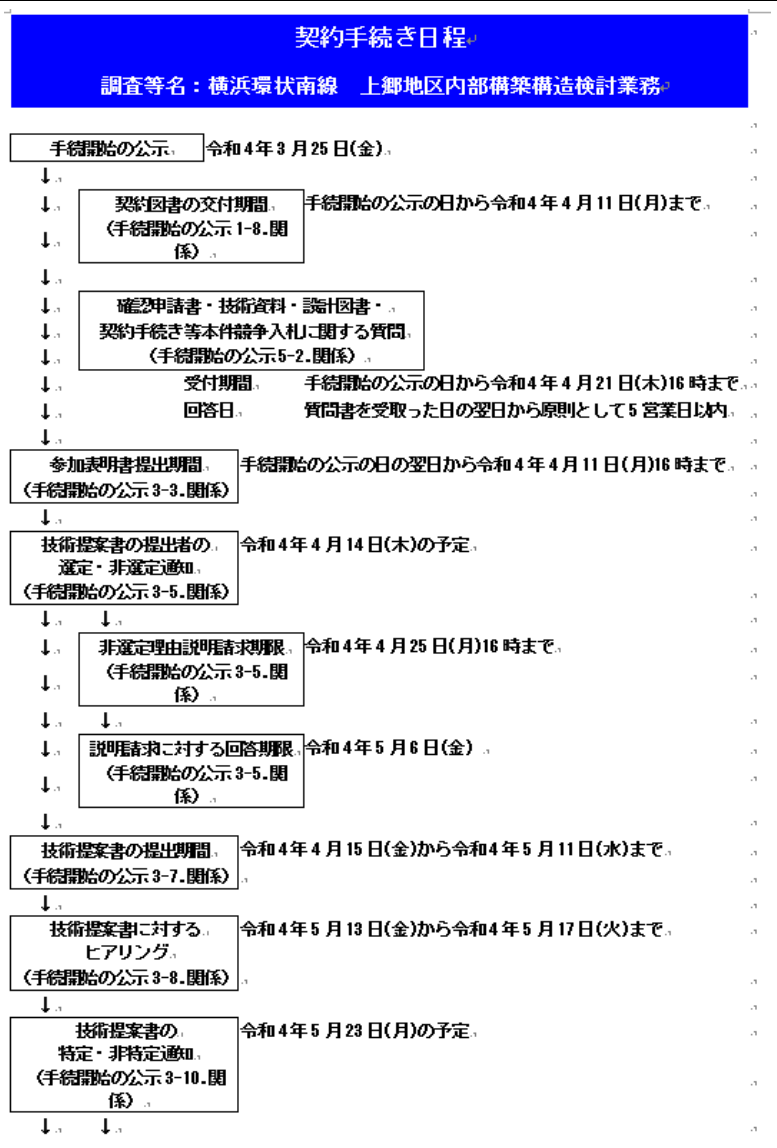 契約手続き日程
調査等名:横浜環状南線　上郷地区内部構築構造検討業務
手続開始の公示 令和4年3月25日(金)
↓
↓ 契約図書の交付期間 手続開始の公示の日から令和4年4月11日(月)まで
(手続開始の公示1-8.関
↓ 係)
↓
↓ 確認申請書・技術資料・設計図書・
↓ 契約手続き等本件競争入札に関する質問
↓ (手続開始の公示5-2.関係)
↓ 受付期間 手続開始の公示の日から令和4年4月21日(木)16時まで
↓ 回答日 質問書を受取った日の翌日から原則として5営業日以内
↓
参加表明書提出期間 手続開始の公示の日の翌日から令和4年4月11日(月)16時まで
(手続開始の公示3-3.関係)
↓
技術提案書の提出者の 令和4年4月14日(木)の予定
選定・非選定通知
(手続開始の公示3-5.関係)
↓ ↓
↓ 非選定理由説明請求期限 令和4年4月25日(月)16時まで
(手続開始の公示3-5.関
↓ 係)
↓ ↓
↓ 説明請求に対する回答期限 令和4年5月6日(金)
(手続開始の公示3-5.関
↓ 係)
↓
技術提案書の提出期間 令和4年4月15日(金)から令和4年5月11日(水)まで
(手続開始の公示3-7.関係)
↓
技術提案書に対する 令和4年5月13日(金)から令和4年5月17日(火)まで
ヒアリング
(手続開始の公示3-8.関係)
↓
技術提案書の 令和4年5月23日(月)の予定
特定・非特定通知
(手続開始の公示3-10.関
係)
↓ ↓